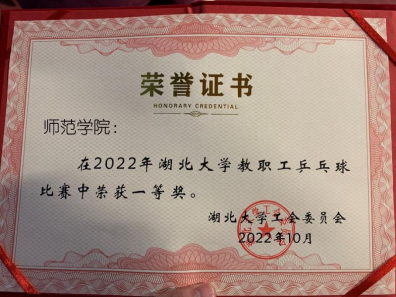 荣誉证书
HONORARY CREDENTIAL
师范学院：
在2022年湖北大学教职工乒乓球
比赛中荣获一等奖。
湖北大学工会委员会
2022年10月